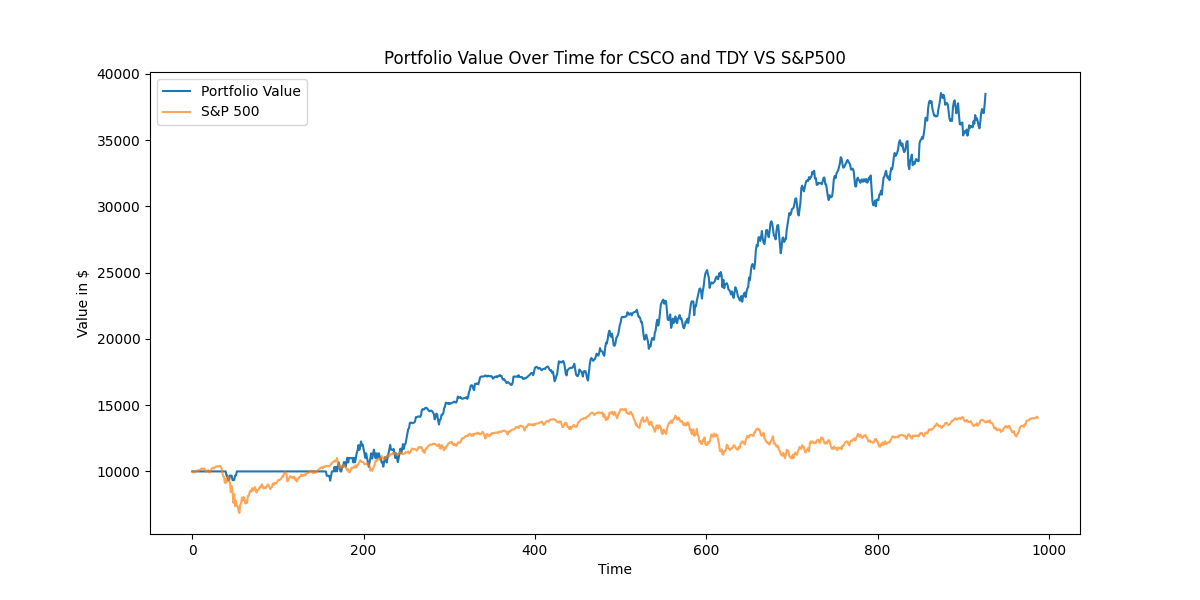 Portfolio Value Over Time for CSCO and TDY VS S&P500
Portfolio Value
S&P 500
Value in $
40000
35000
30000
25000
20000
15000
10000
0 200 400 600 800 1000
Time